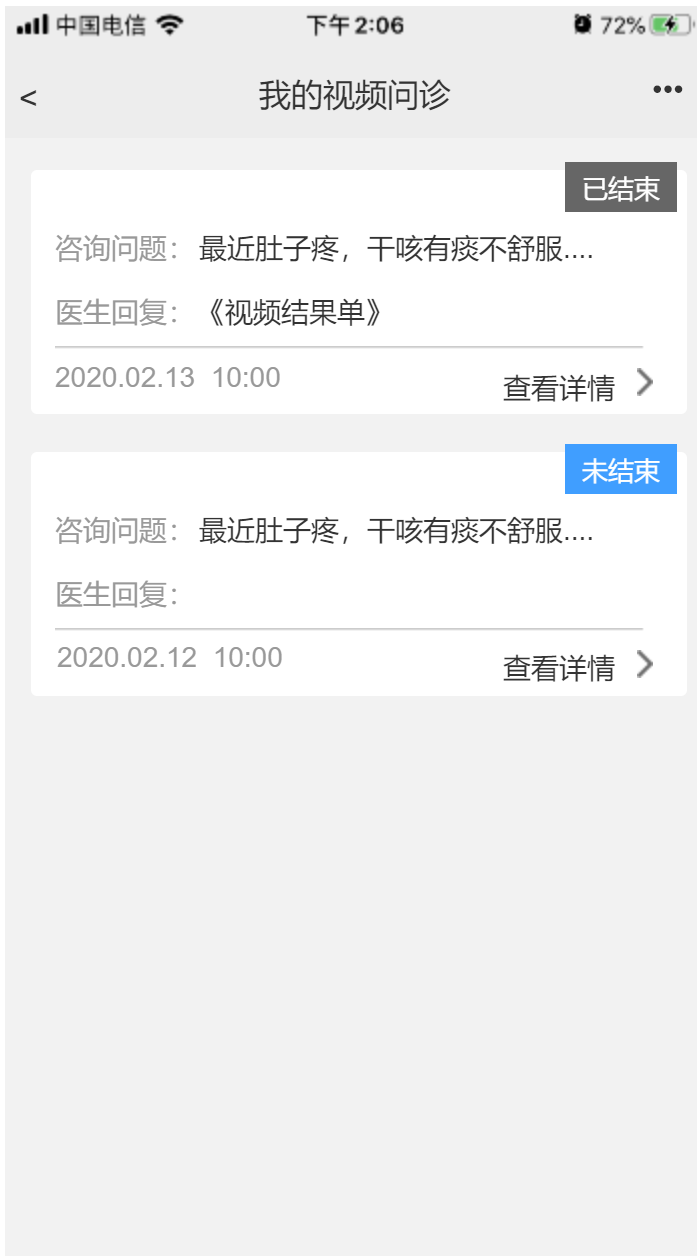 中国电信 下午2:06 72%
< 我的视频问诊 •••
已结束
咨询问题： 最近肚子疼，干咳有痰不舒服....
医生回复： 《视频结果单》
2020.02.13 10:00 查看详情
未结束
咨询问题： 最近肚子疼，干咳有痰不舒服....
医生回复：
2020.02.12 10:00 查看详情